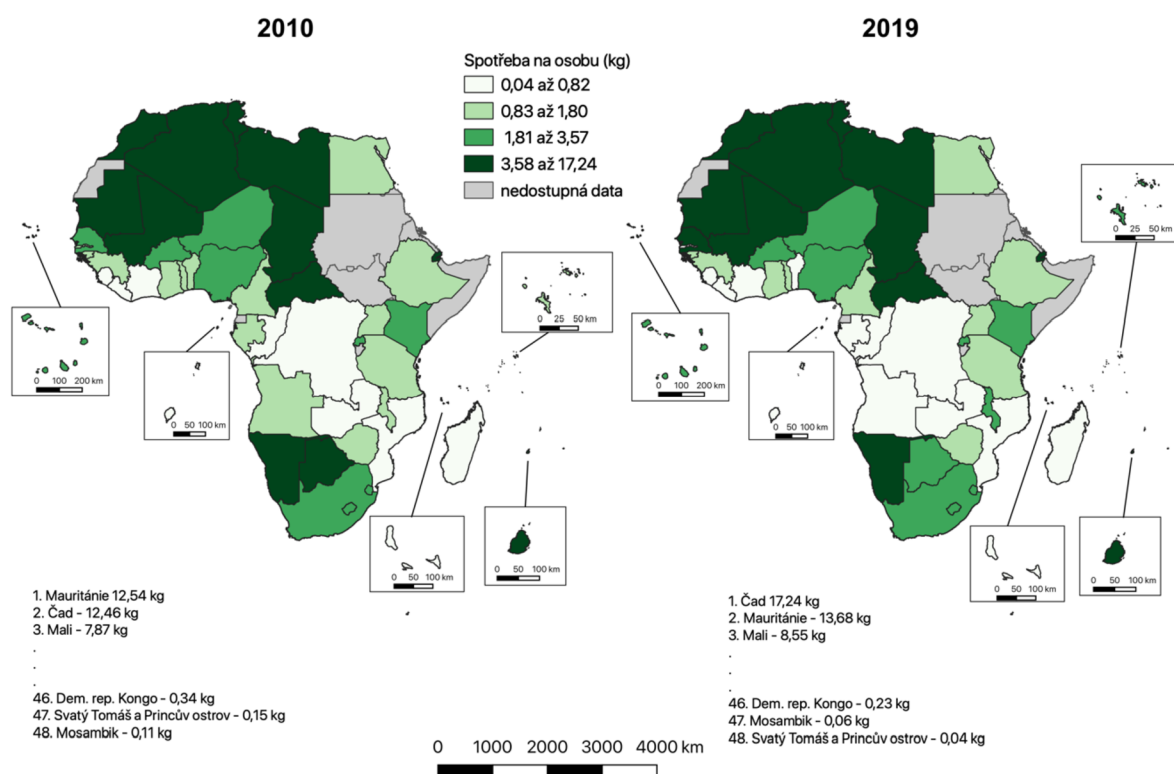 2010
2019
Spotřeba na osobu (kg)
0,04 až 0,82
0,83 až 1,80
1,81 až 3,57
3,58 až 17,24
nedostupná data
0 25 50 km
0 25 50 km
0 100 200 km
0 50 100 km
0 100 200 km
0 50 100 km
0 50 100 km
0 50 100 km
0 50 100 km
0 50 100 km
1. Mauritánie 12,54 kg
2. Čad - 12,46 kg
3. Mali - 7,87 kg
.
.
.
46. Dem. rep. Kongo - 0,34 kg
47. Svatý Tomáš a Princův ostrov - 0,15 kg
48. Mosambik - 0,11 kg
1. Čad 17,24 kg
2. Mauritánie - 13,68 kg
3. Mali - 8,55 kg
.
.
.
46. Dem. rep. Kongo - 0,23 kg
47. Mosambik - 0,06 kg
48. Svatý Tomáš a Princův ostrov - 0,04 kg
0 1000 2000 3000 4000 km